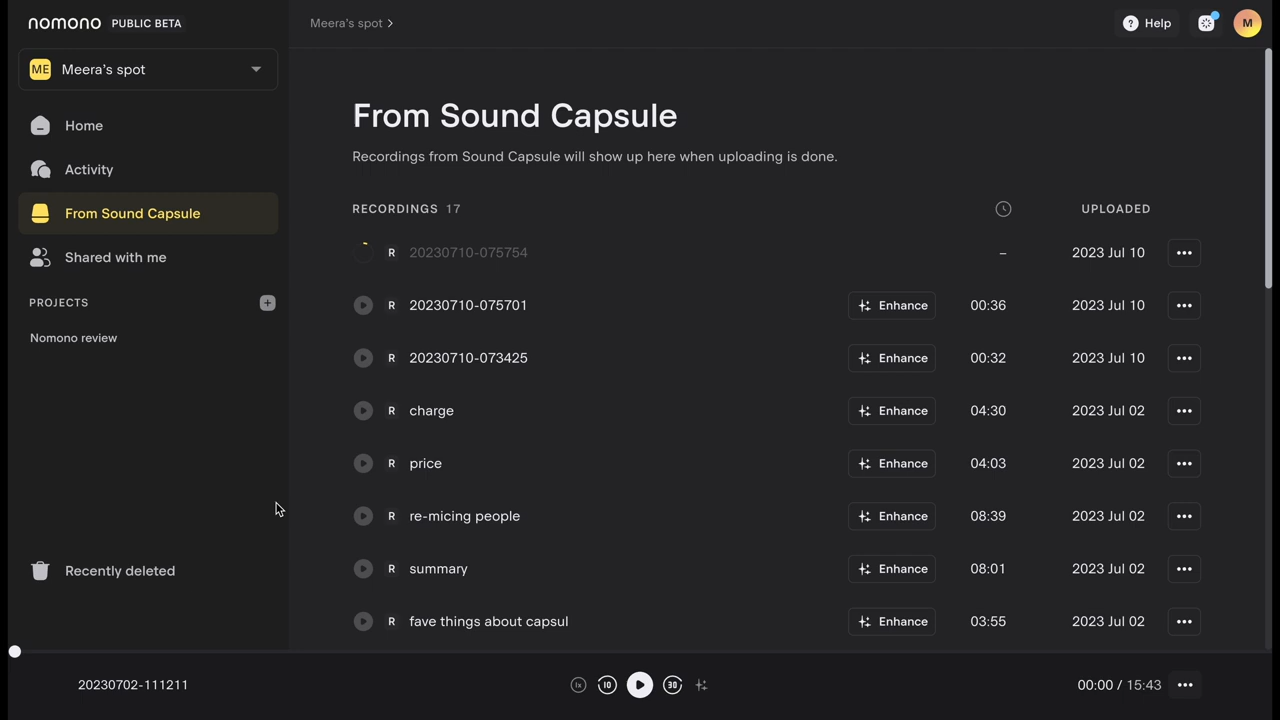 nomono PUBLIC BETA
Meera's spot
Help
M
ME Meera's spot
Home
Activity
From Sound Capsule
Shared with me
PROJECTS
Nomono review
Recently deleted
From Sound Capsule
Recordings from Sound Capsule will show up here when uploading is done.
RECORDINGS 17 UPLOADED
R 20230710-075754 – 2023 Jul 10
R 20230710-075701 Enhance 00:36 2023 Jul 10
R 20230710-073425 Enhance 00:32 2023 Jul 10
R charge Enhance 04:30 2023 Jul 02
R price Enhance 04:03 2023 Jul 02
R re-micing people Enhance 08:39 2023 Jul 02
R summary Enhance 08:01 2023 Jul 02
R fave things about capsul Enhance 03:55 2023 Jul 02
20230702-111211 1x 10 30 00:00 / 15:43